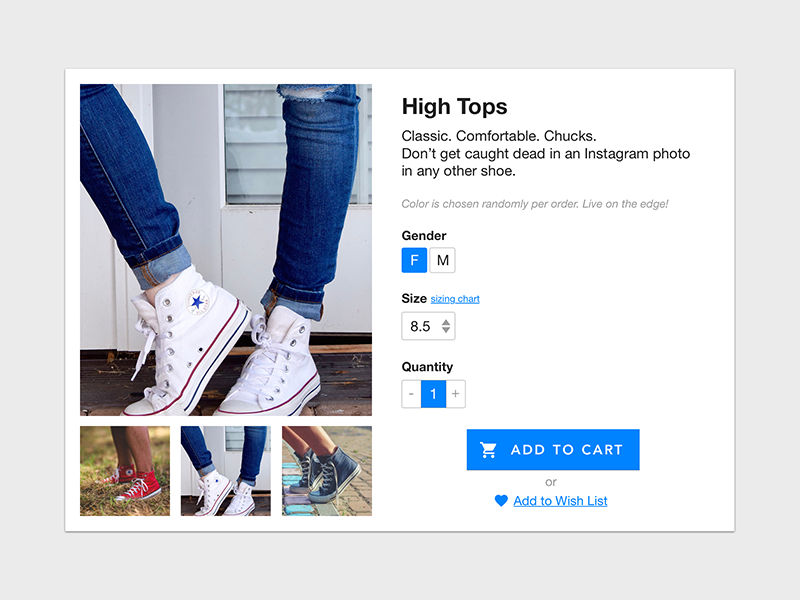 High Tops
Classic. Comfortable. Chucks.
Don’t get caught dead in an Instagram photo
in any other shoe.
Color is chosen randomly per order. Live on the edge!
Gender
F M
Size sizing chart
8.5
Quantity
- 1 +
ADD TO CART
or
Add to Wish List